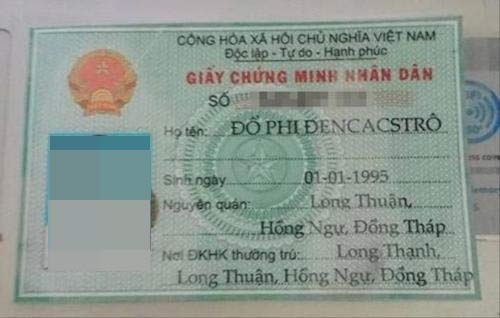 CỘNG HÒA XÃ HỘI CHỦ NGHĨA VIỆT NAM
Độc lập - Tự do - Hạnh phúc
GIẤY CHỨNG MINH NHÂN DÂN
SỐ
Họ tên: ĐỖ PHI ĐENCACSTRÔ
Sinh ngày 01-01-1995
Nguyên quán: Long Thuận,
Hồng Ngự, Đồng Tháp
Nơi ĐKHK thường trú: Long Thạnh,
Long Thuận, Hồng Ngự, Đồng Tháp